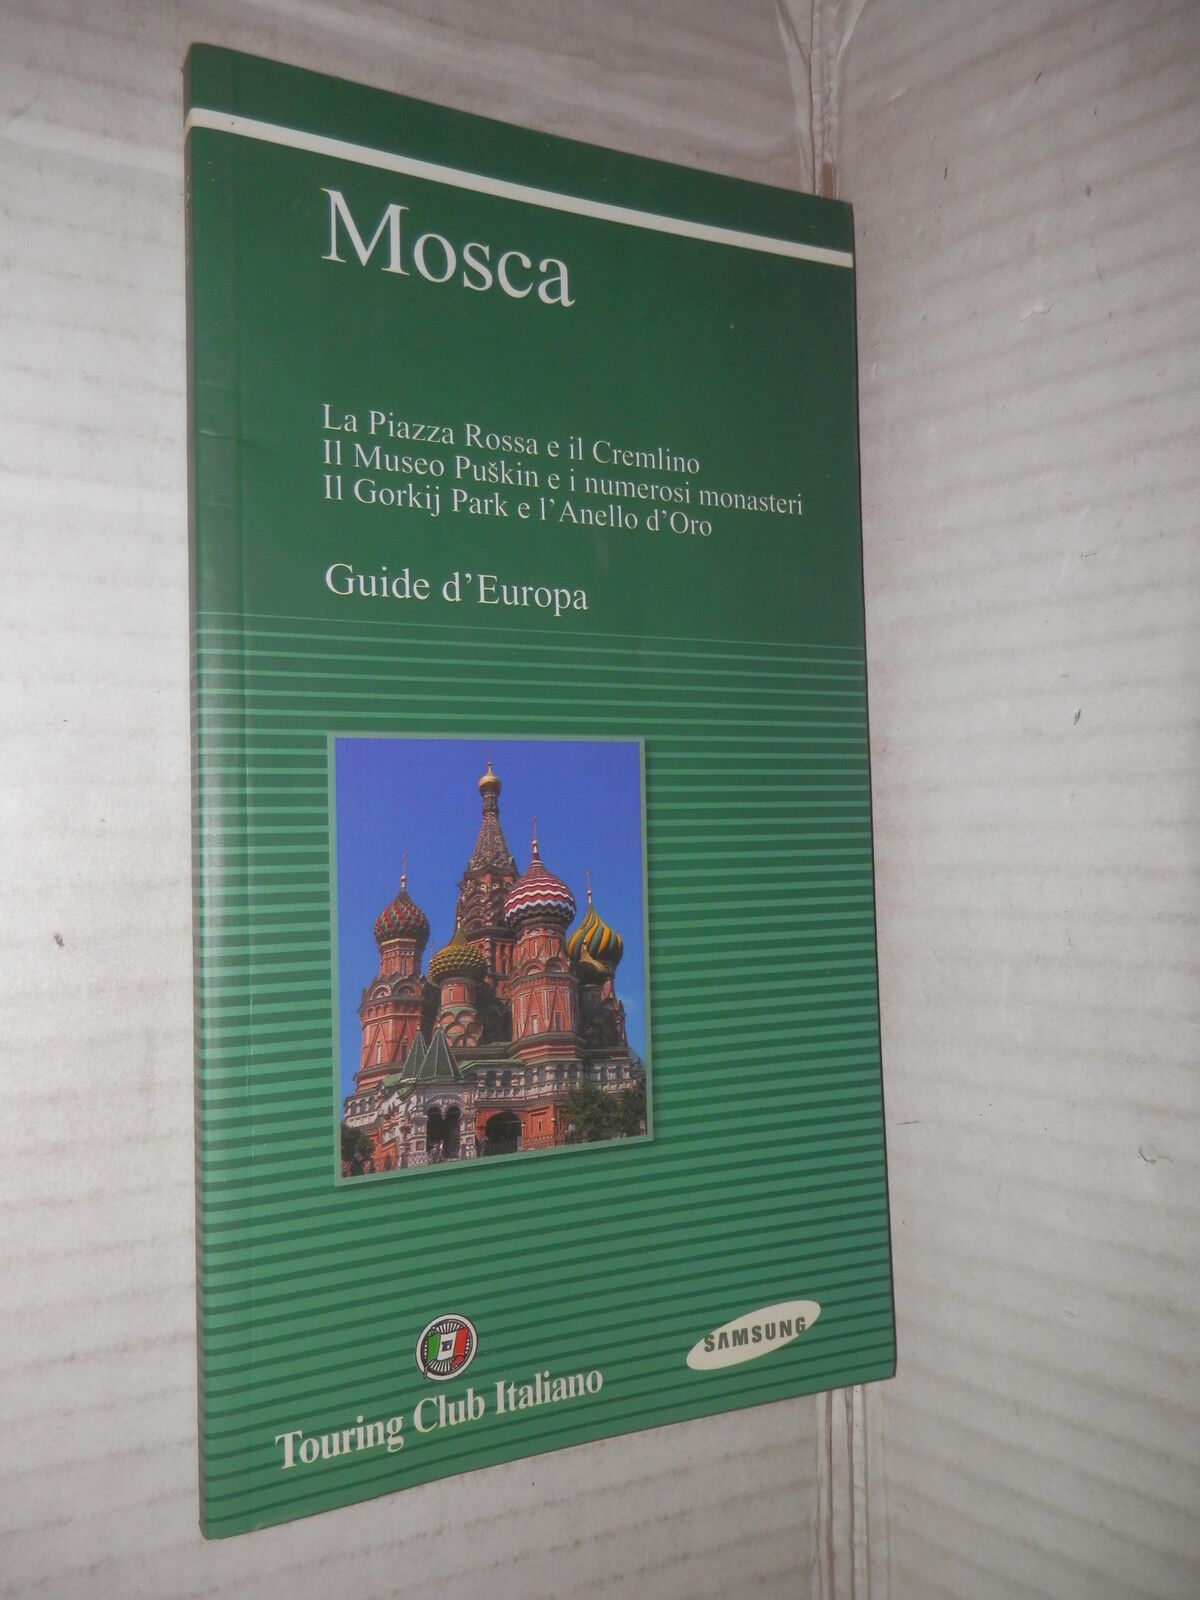 Mosca
La Piazza Rossa e il Cremlino
Il Museo Puškin e i numerosi monasteri
Il Gorkij Park e l'Anello d'Oro
Guide d'Europa
SAMSUNG
Touring Club Italiano